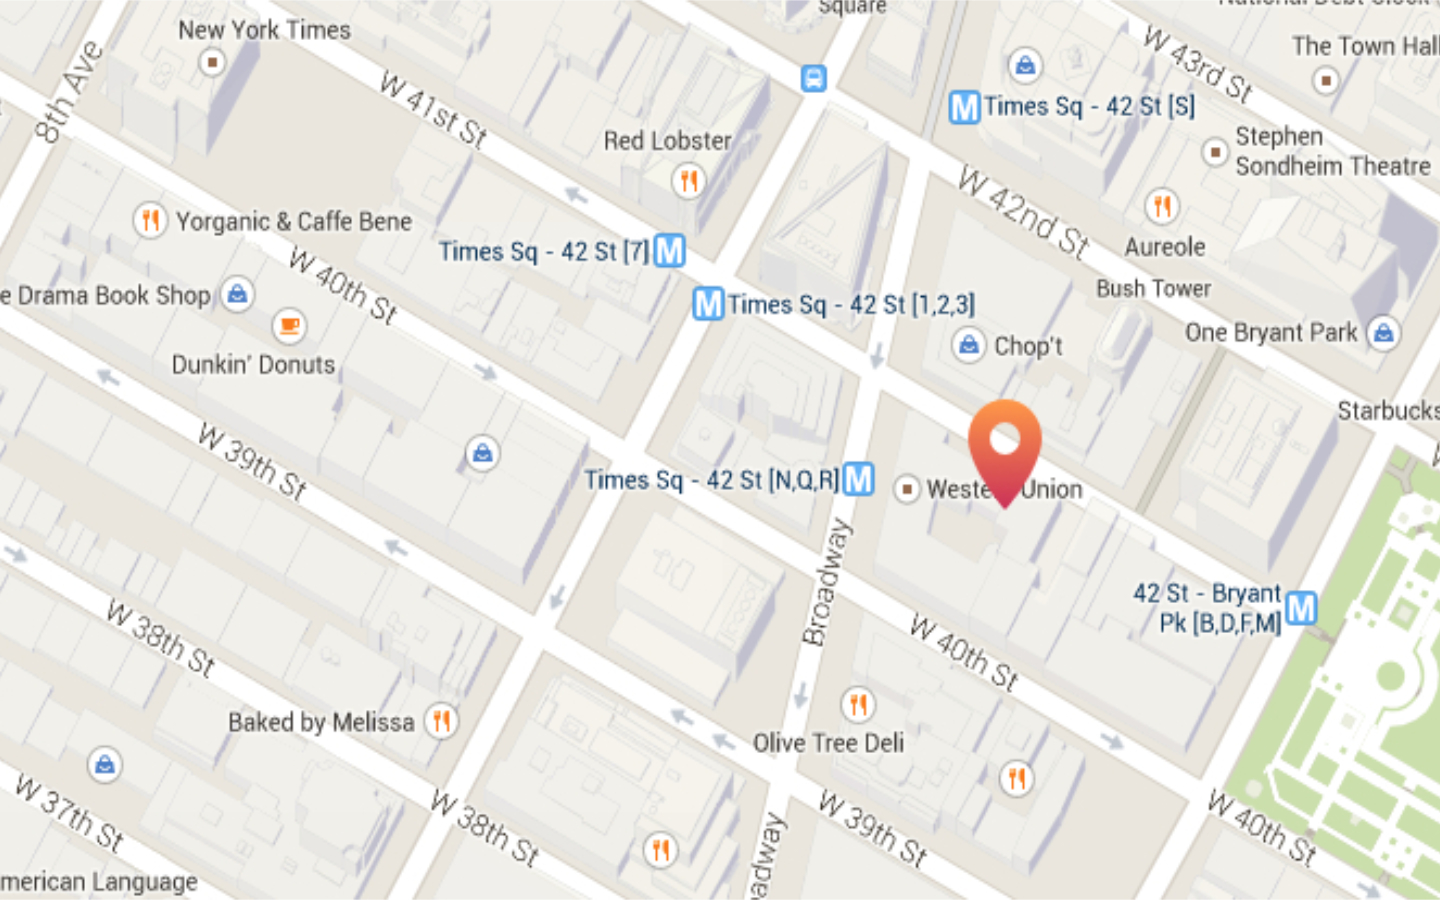 Square
New York Times
The Town Hall
W 43rd St
8th Ave
W 41st St
Times Sq - 42 St [S]
Red Lobster
Stephen
Sondheim Theatre
W 42nd St
Yorganic & Caffe Bene
Times Sq - 42 St [7]
Aureole
Bush Tower
W 40th St
e Drama Book Shop
Times Sq - 42 St [1,2,3]
One Bryant Park
Chop't
Dunkin' Donuts
Starbucks
W 39th St
Times Sq - 42 St [N,Q,R]
Union
Broadway
42 St - Bryant
Pk [B,D,F,M]
W 38th St
W 40th St
Baked by Melissa
Olive Tree Deli
W 37th St
W 38th St
W 39th St
W 40th St
adway
merican Language